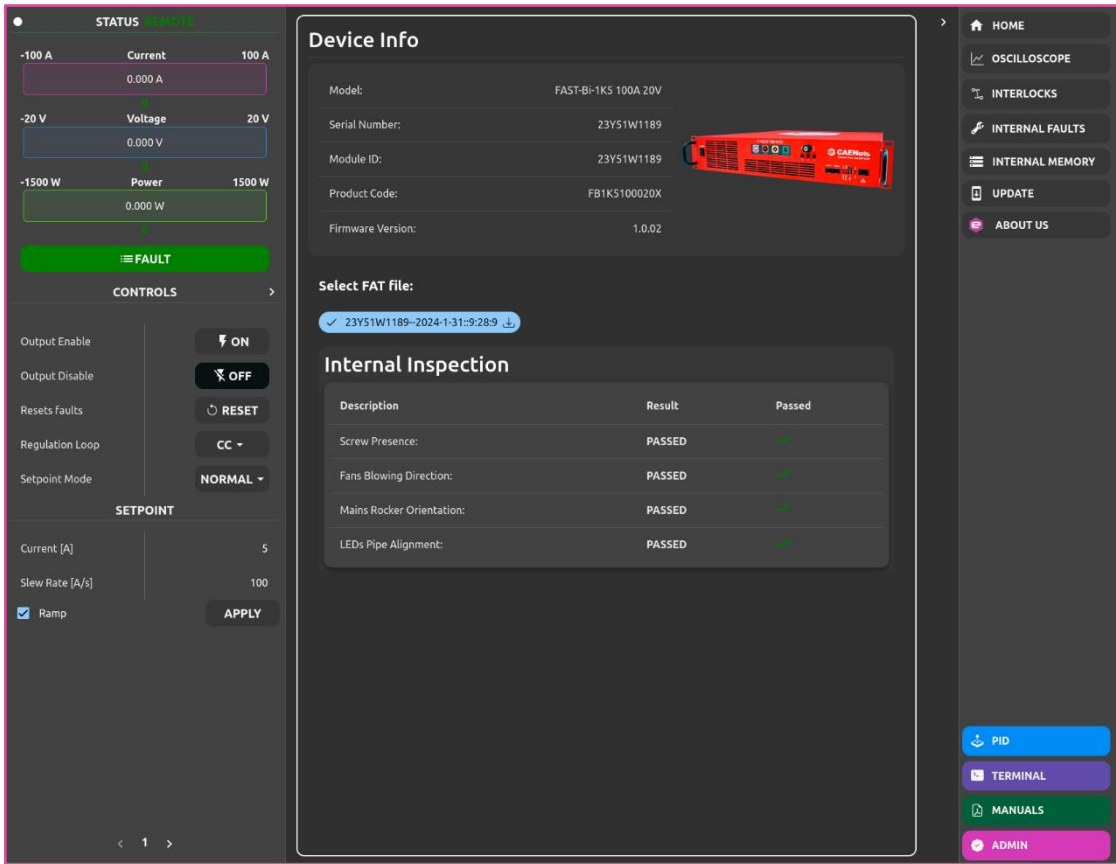 STATUS REMOTE
-100 A Current 100 A
0.000 A
0
-20 V Voltage 20 V
0.000 V
0
-1500 W Power 1500 W
0.000 W
0
FAULT
CONTROLS
Output Enable ON
Output Disable OFF
Resets faults RESET
Regulation Loop CC
Setpoint Mode NORMAL
SETPOINT
Current [A] 5
Slew Rate [A/s] 100
Ramp APPLY
1
Device Info
Model: FAST-Bi-1K5 100A 20V
Serial Number: 23Y51W1189
Module ID: 23Y51W1189
Product Code: FB1K5100020X
Firmware Version: 1.0.02
CAENels
Select FAT file:
23Y51W1189--2024-1-31::9:28:9
Internal Inspection
Description Result Passed
Screw Presence: PASSED
Fans Blowing Direction: PASSED
Mains Rocker Orientation: PASSED
LEDs Pipe Alignment: PASSED
HOME
OSCILLOSCOPE
INTERLOCKS
INTERNAL FAULTS
INTERNAL MEMORY
UPDATE
ABOUT US
PID
TERMINAL
MANUALS
ADMIN